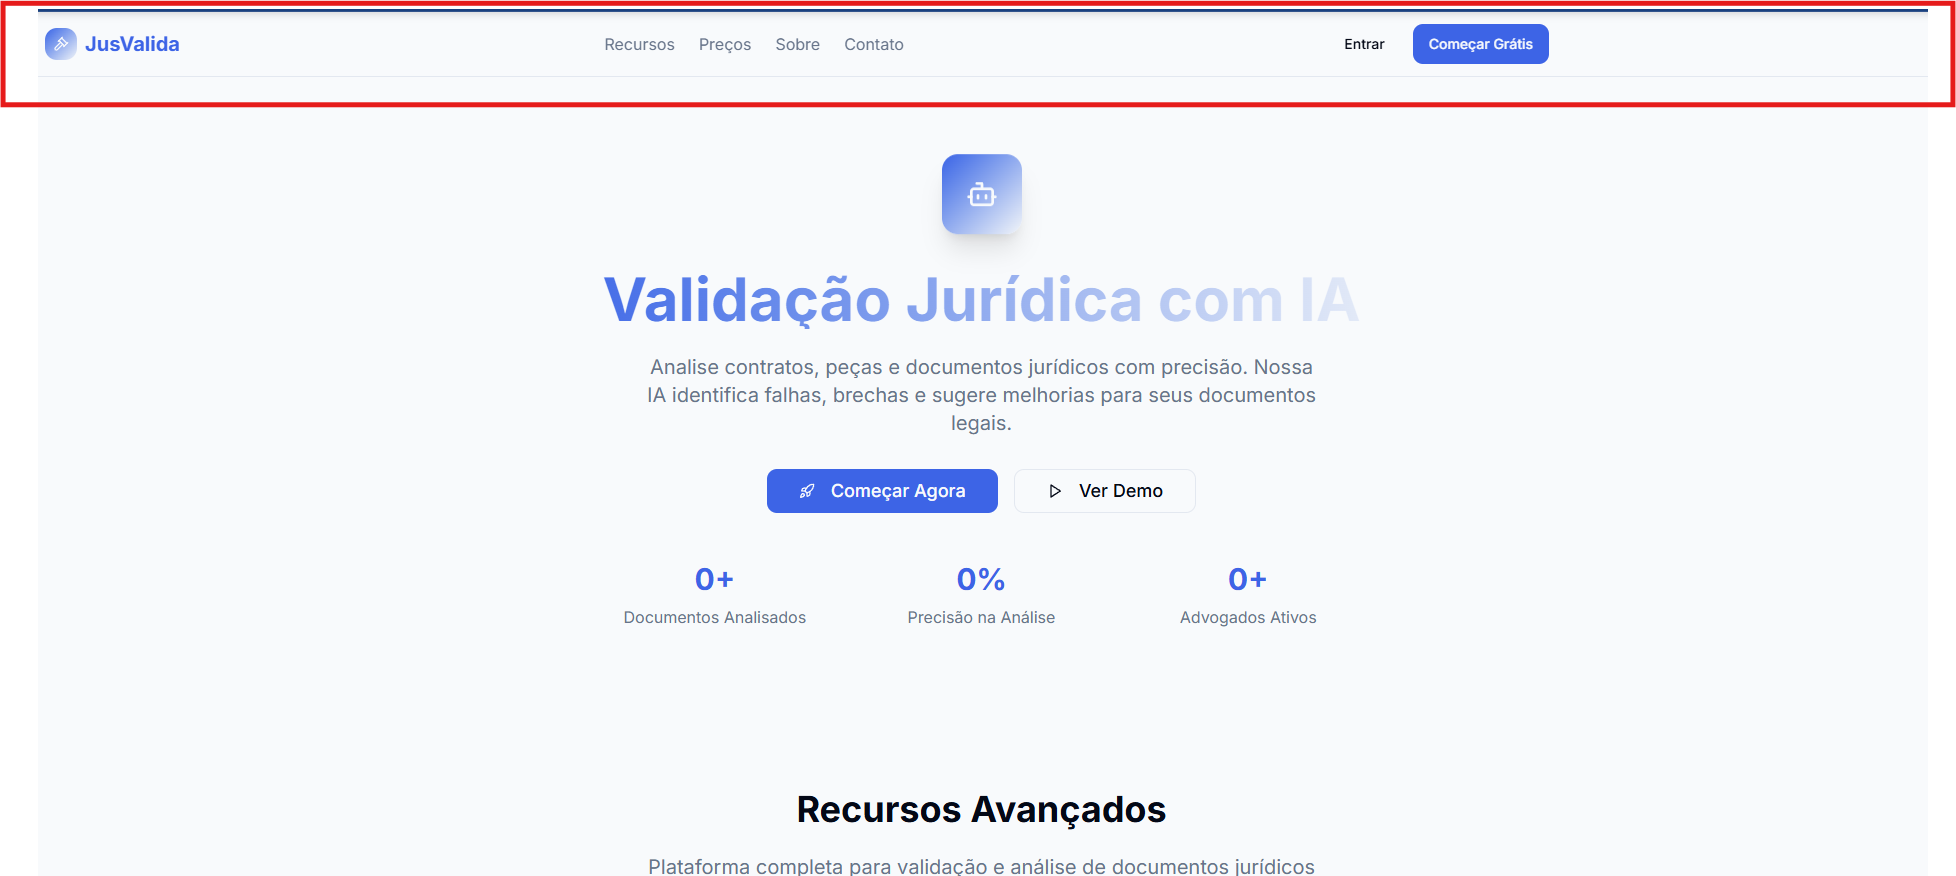 JusValida
Recursos Preços Sobre Contato
Entrar
Começar Grátis
Validação Jurídica com IA
Analise contratos, peças e documentos jurídicos com precisão. Nossa
IA identifica falhas, brechas e sugere melhorias para seus documentos
legais.
Começar Agora
Ver Demo
0+
Documentos Analisados
0%
Precisão na Análise
0+
Advogados Ativos
Recursos Avançados
Plataforma completa para validação e análise de documentos jurídicos